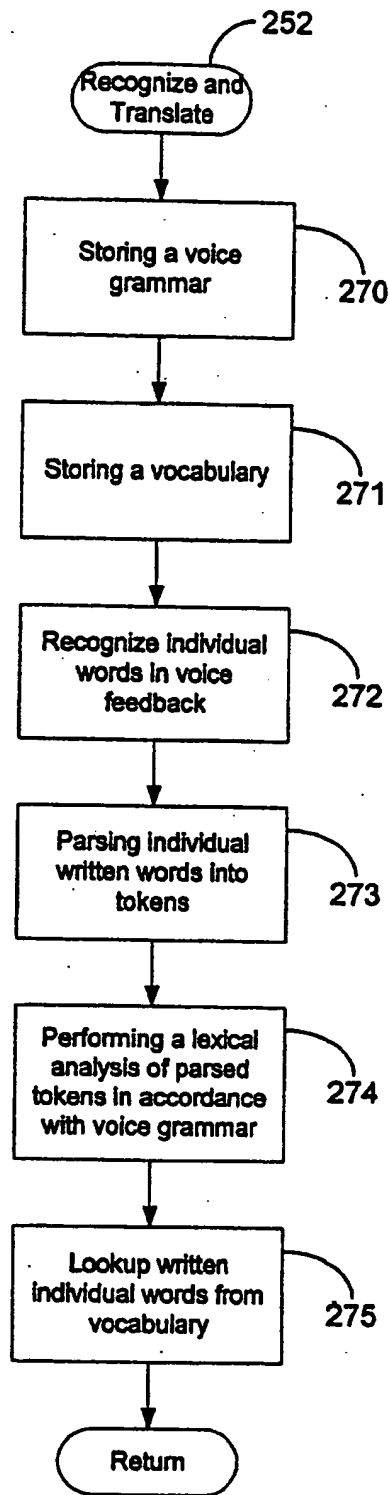 252
Recognize and
Translate
Storing a voice
grammar
270
Storing a vocabulary
271
Recognize individual
words in voice
feedback
272
Parsing individual
written words into
tokens
273
Performing a lexical
analysis of parsed
tokens in accordance
with voice grammar
274
Lookup written
individual words from
vocabulary
275
Return